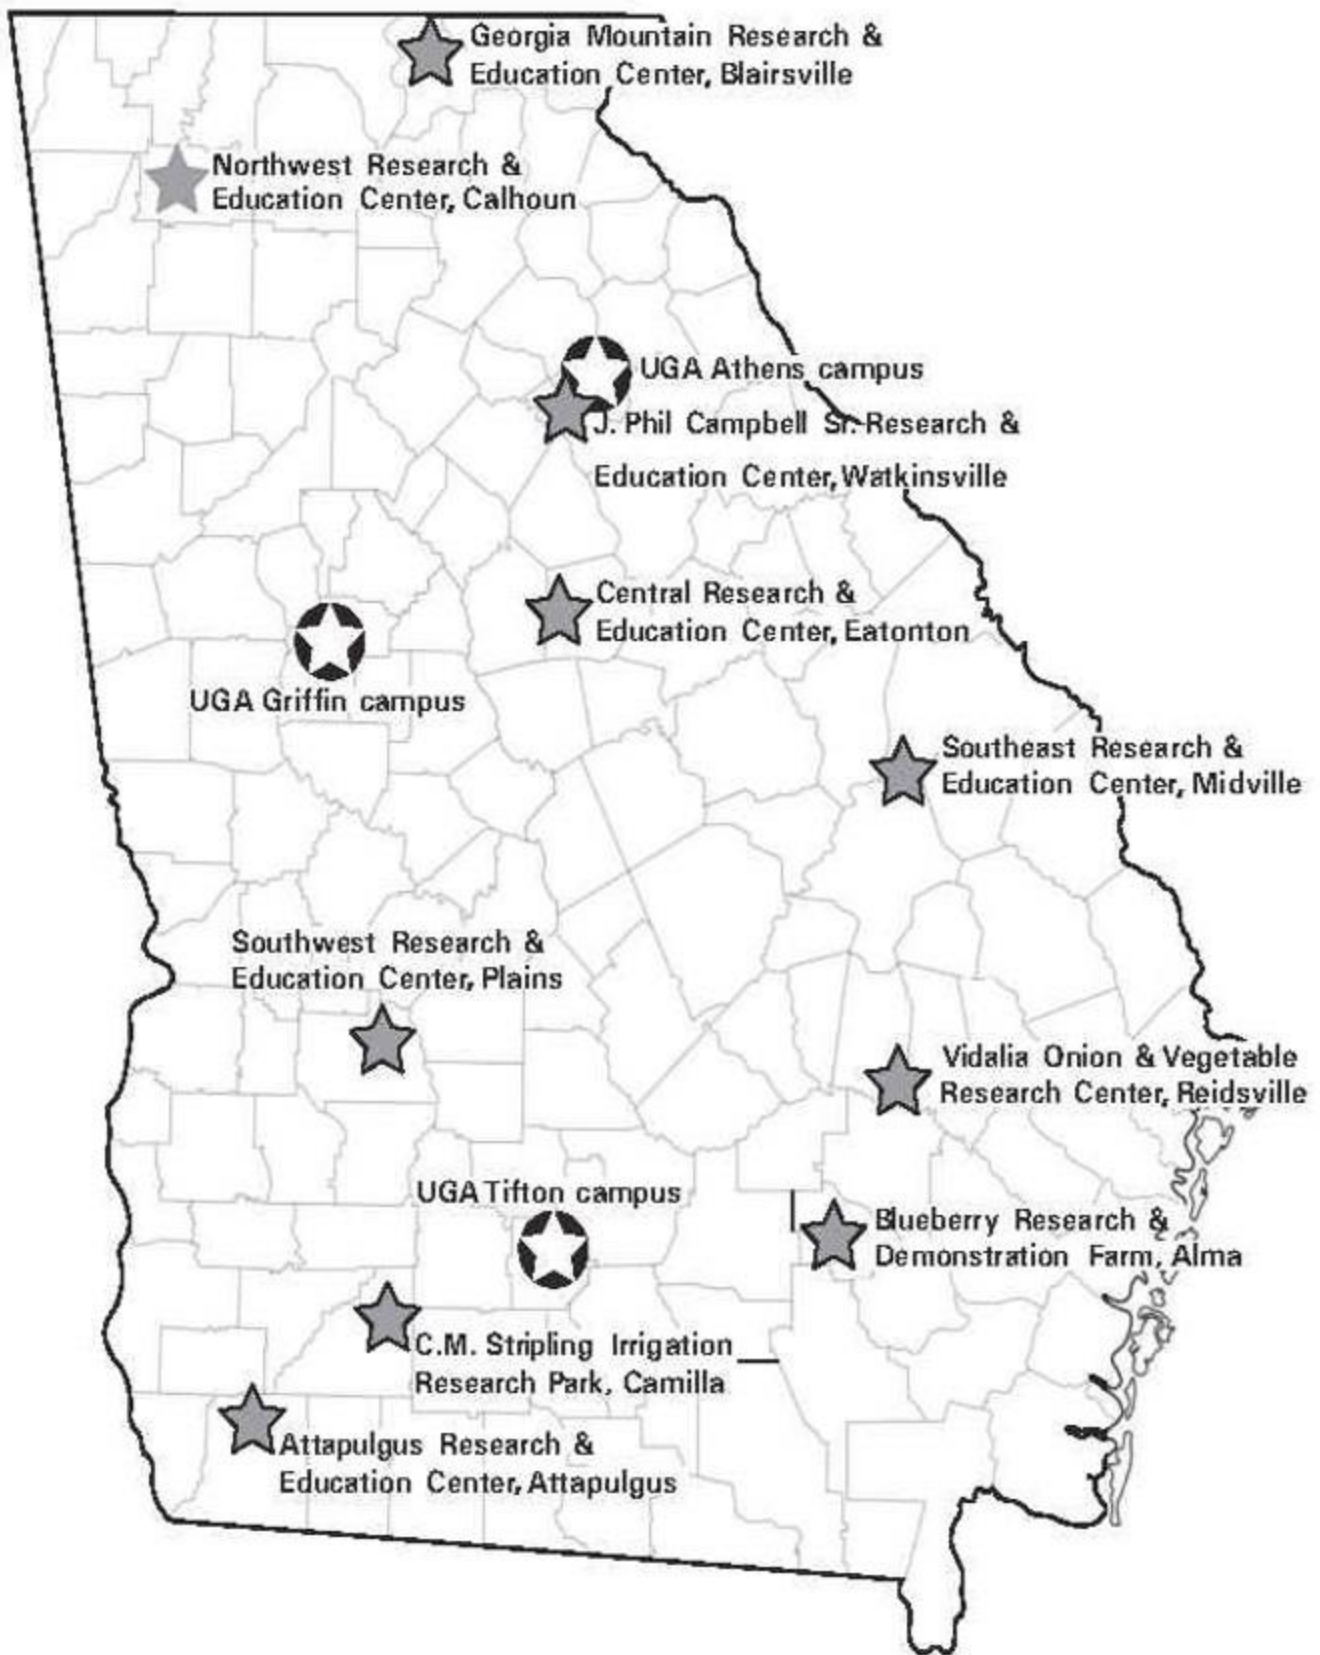 Georgia Mountain Research &
Education Center, Blairsville
Northwest Research &
Education Center, Calhoun
UGA Athens campus
J. Phil Campbell Sr. Research &
Education Center, Watkinsville
Central Research &
Education Center, Eatonton
UGA Griffin campus
Southeast Research &
Education Center, Midville
Southwest Research &
Education Center, Plains
Vidalia Onion & Vegetable
Research Center, Reidsville
UGA Tifton campus
Blueberry Research &
Demonstration Farm, Alma
C.M. Stripling Irrigation
Research Park, Camilla
Attapulgus Research &
Education Center, Attapulgus